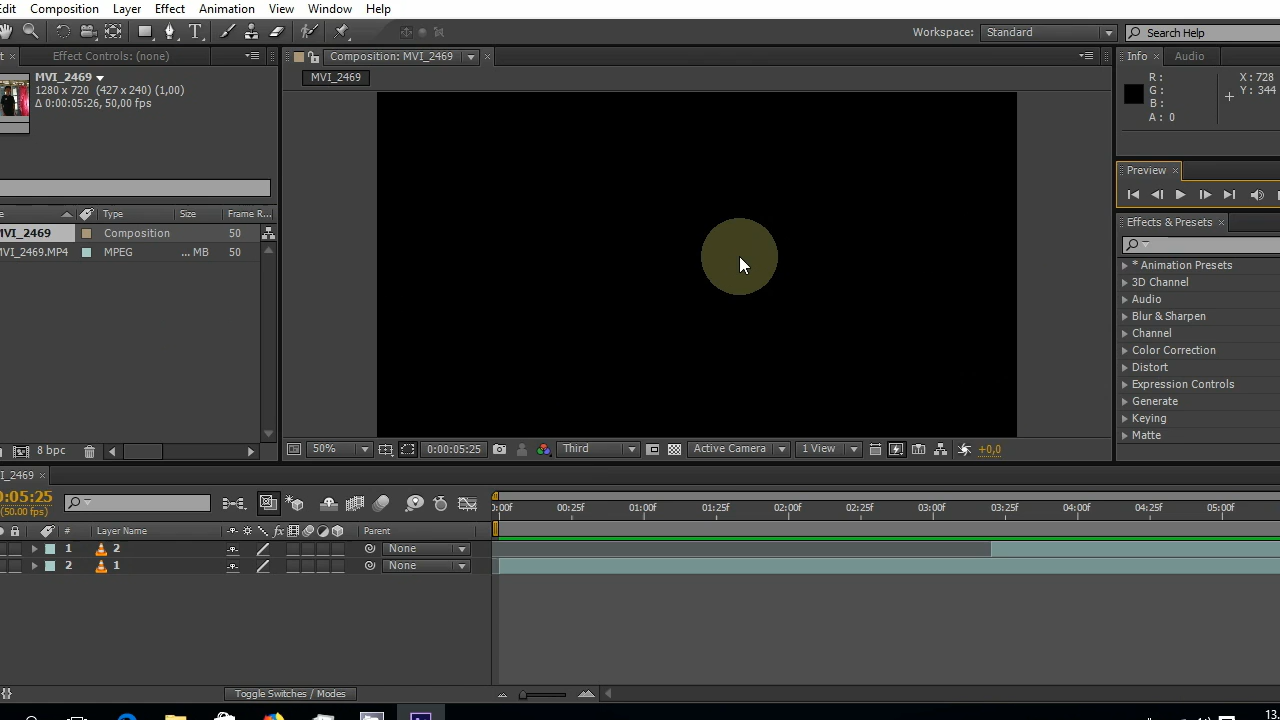 Edit Composition Layer Effect Animation View Window Help
Workspace: Standard Search Help
Effect Controls: (none)
Composition: MVI_2469
Info Audio
MVI_2469
1280 x 720 (427 x 240) (1,00)
Δ 0:00:05:26, 50,00 fps
MVI_2469
R:
G:
B:
A: 0
X: 728
Y: 344
Preview
Type Size Frame R...
MVI_2469 Composition 50
MVI_2469.MP4 MPEG ... MB 50
Effects & Presets
* Animation Presets
3D Channel
Audio
Blur & Sharpen
Channel
Color Correction
Distort
Expression Controls
Generate
Keying
Matte
8 bpc
50% 0:00:05:25 Third Active Camera 1 View +0,0
I_2469
0:05:25
(50.00 fps)
:00f 00:25f 01:00f 01:25f 02:00f 02:25f 03:00f 03:25f 04:00f 04:25f 05:00f
# Layer Name fx Parent
1 2 None
2 1 None
Toggle Switches / Modes
13.